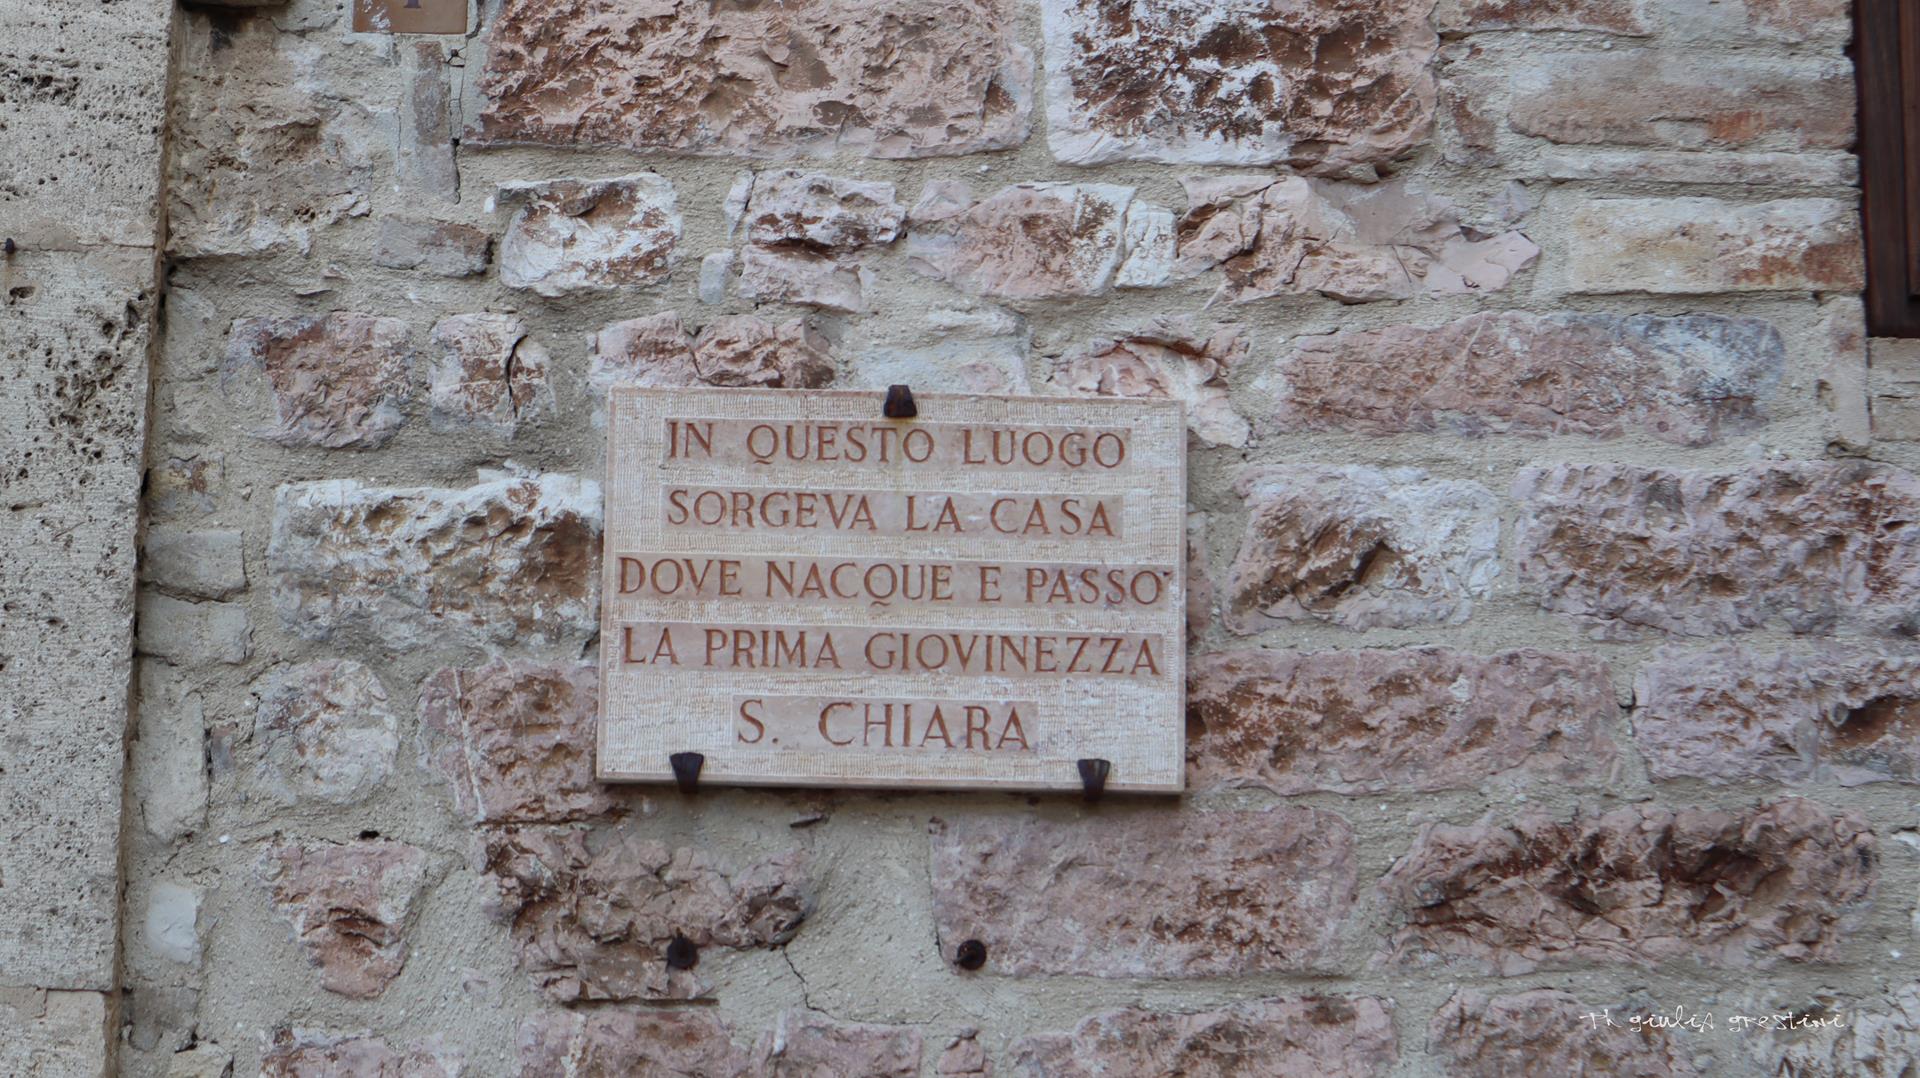 IN QUESTO LUOGO
SORGEVA LA CASA
DOVE NACQUE E PASSO'
LA PRIMA GIOVINEZZA
S. CHIARA
Ph giuliA grestini